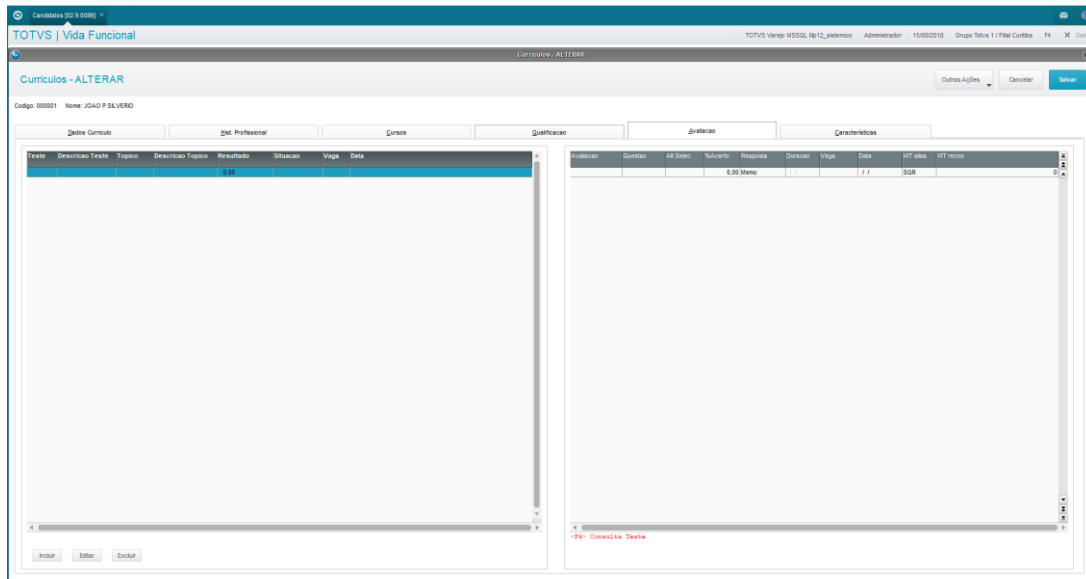 Candidatos [02.9.0086] ×
TOTVS | Vida Funcional
TOTVS Varejo MSSQL Mp12_sistemico Administrador 15/08/2018 Grupo Totvs 1 / Filial Curitiba F4 X
Curriculos - ALTERAR
Curriculos - ALTERAR
Outras Ações Cancelar Salvar
Codigo: 000001 Nome: JOAO P SILVERIO
Dados Curriculo Hist. Profissional Cursos Qualificacao Avaliacao Características
Teste Descricao Teste Topico Descricao Topico Resultado Situacao Vaga Data
0.00
Avaliacao Questao Alt Selec %Acerto Resposta Duracao Vaga Data WT alias WT recno
0,00 Memo : : / / SQR 0
<F4> Consulta Teste
Incluir Editar Excluir